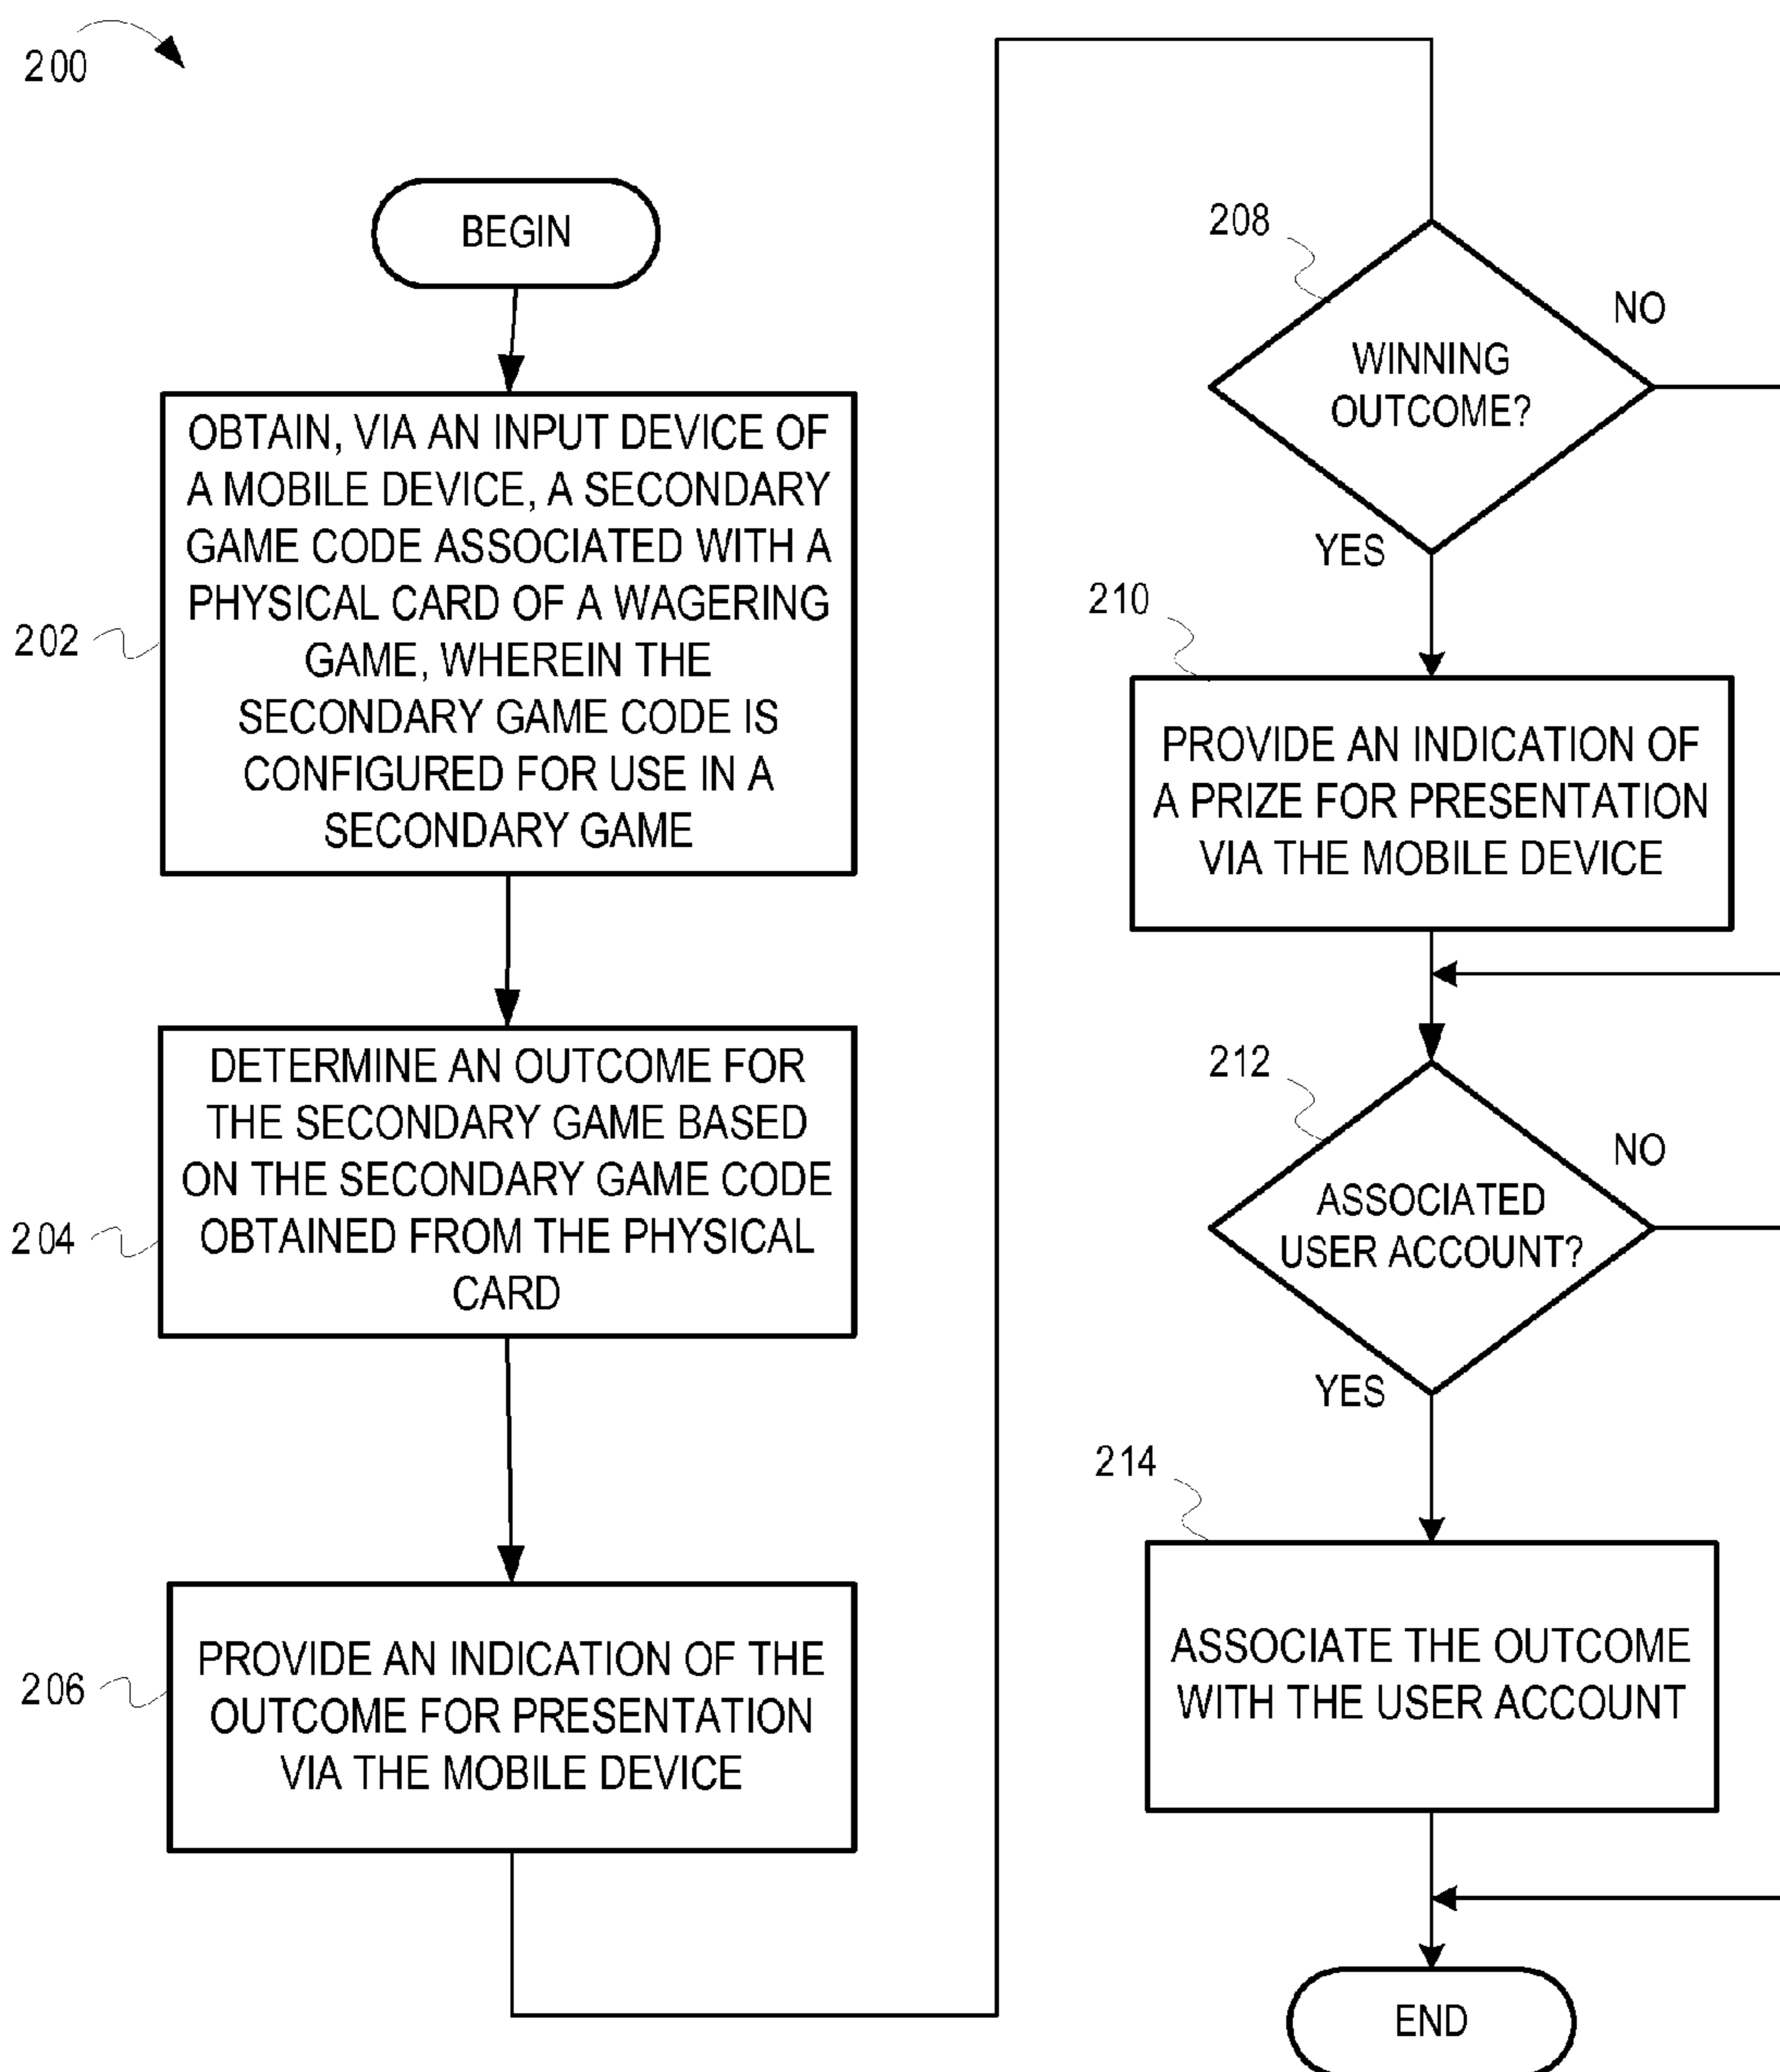 200
BEGIN
202
OBTAIN, VIA AN INPUT DEVICE OF
A MOBILE DEVICE, A SECONDARY
GAME CODE ASSOCIATED WITH A
PHYSICAL CARD OF A WAGERING
GAME, WHEREIN THE
SECONDARY GAME CODE IS
CONFIGURED FOR USE IN A
SECONDARY GAME
204
DETERMINE AN OUTCOME FOR
THE SECONDARY GAME BASED
ON THE SECONDARY GAME CODE
OBTAINED FROM THE PHYSICAL
CARD
206
PROVIDE AN INDICATION OF THE
OUTCOME FOR PRESENTATION
VIA THE MOBILE DEVICE
208
WINNING
OUTCOME?
NO
YES
210
PROVIDE AN INDICATION OF
A PRIZE FOR PRESENTATION
VIA THE MOBILE DEVICE
212
ASSOCIATED
USER ACCOUNT?
NO
YES
214
ASSOCIATE THE OUTCOME
WITH THE USER ACCOUNT
END